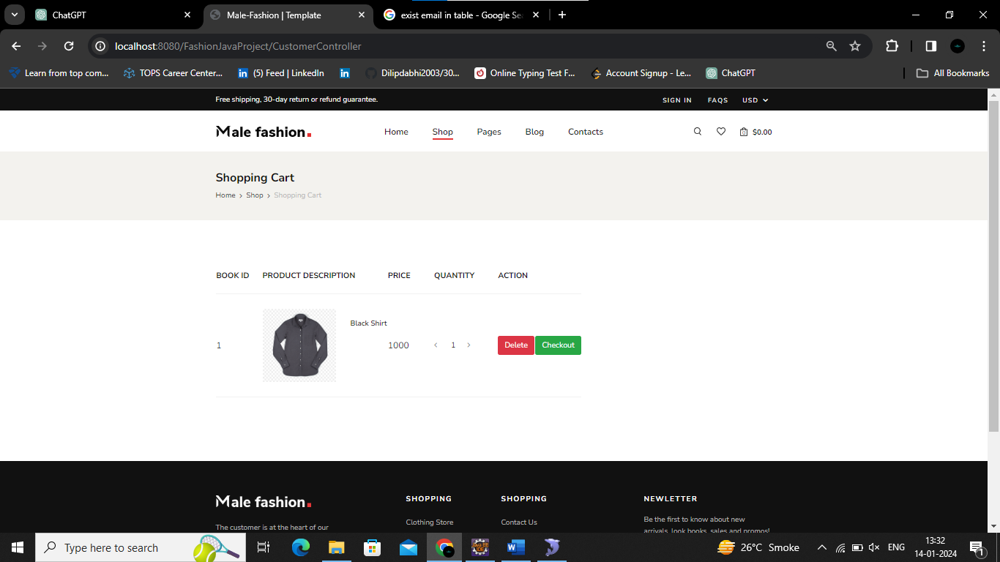 ChatGPT
Male-Fashion | Template
exist email in table - Google Se
localhost:8080/FashionJavaProject/CustomerController
Learn from top com...
TOPS Career Center...
(5) Feed | LinkedIn
Dilipdabhi2003/30...
Online Typing Test F...
Account Signup - Le...
ChatGPT
All Bookmarks
Free shipping, 30-day return or refund guarantee.
SIGN IN
FAQS
USD
Male fashion.
Home
Shop
Pages
Blog
Contacts
0
$0.00
Shopping Cart
Home > Shop > Shopping Cart
BOOK ID PRODUCT DESCRIPTION PRICE QUANTITY ACTION
Black Shirt
1 1000 < 1 > Delete Checkout
Male fashion.
The customer is at the heart of our
SHOPPING
Clothing Store
SHOPPING
Contact Us
NEWLETTER
Be the first to know about new
arrivals, look books, sales and promos!
Type here to search
26°C Smoke
ENG
13:32
14-01-2024
1